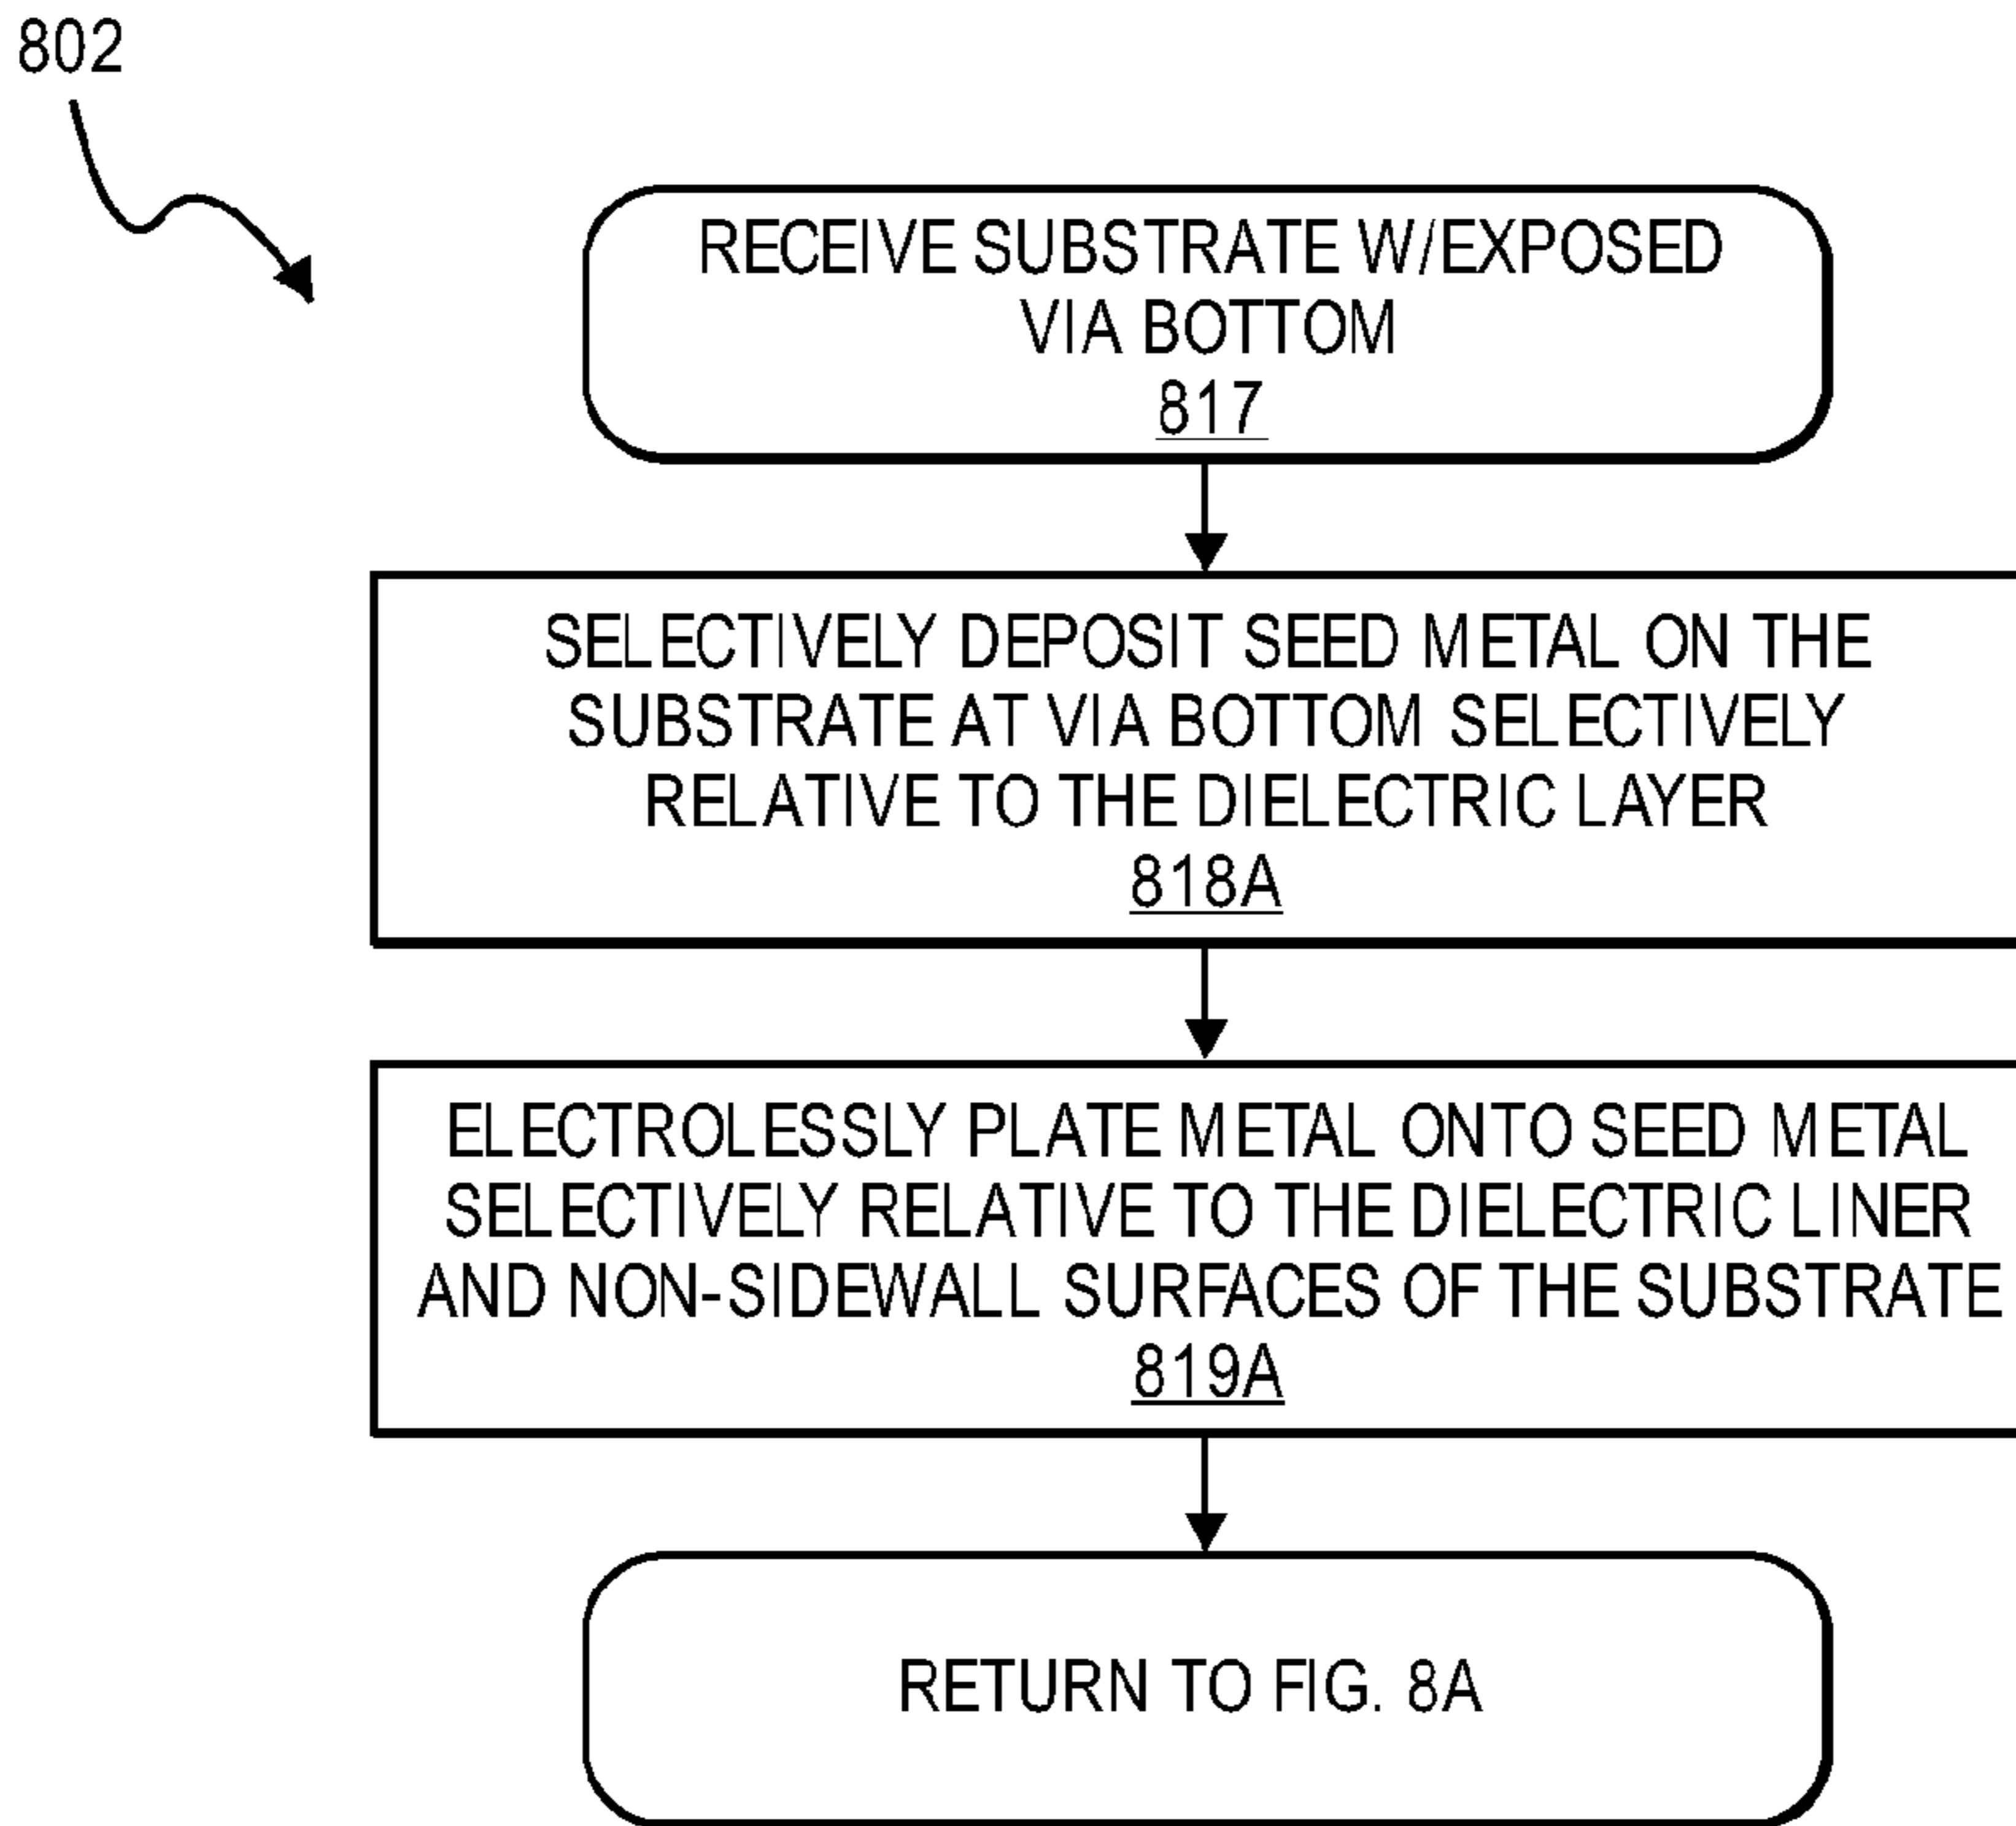 802
RECEIVE SUBSTRATE W/EXPOSED
VIA BOTTOM
817
SELECTIVELY DEPOSIT SEED METAL ON THE
SUBSTRATE AT VIA BOTTOM SELECTIVELY
RELATIVE TO THE DIELECTRIC LAYER
818A
ELECTROLESSLY PLATE METAL ONTO SEED METAL
SELECTIVELY RELATIVE TO THE DIELECTRIC LINER
AND NON-SIDEWALL SURFACES OF THE SUBSTRATE
819A
RETURN TO FIG. 8A